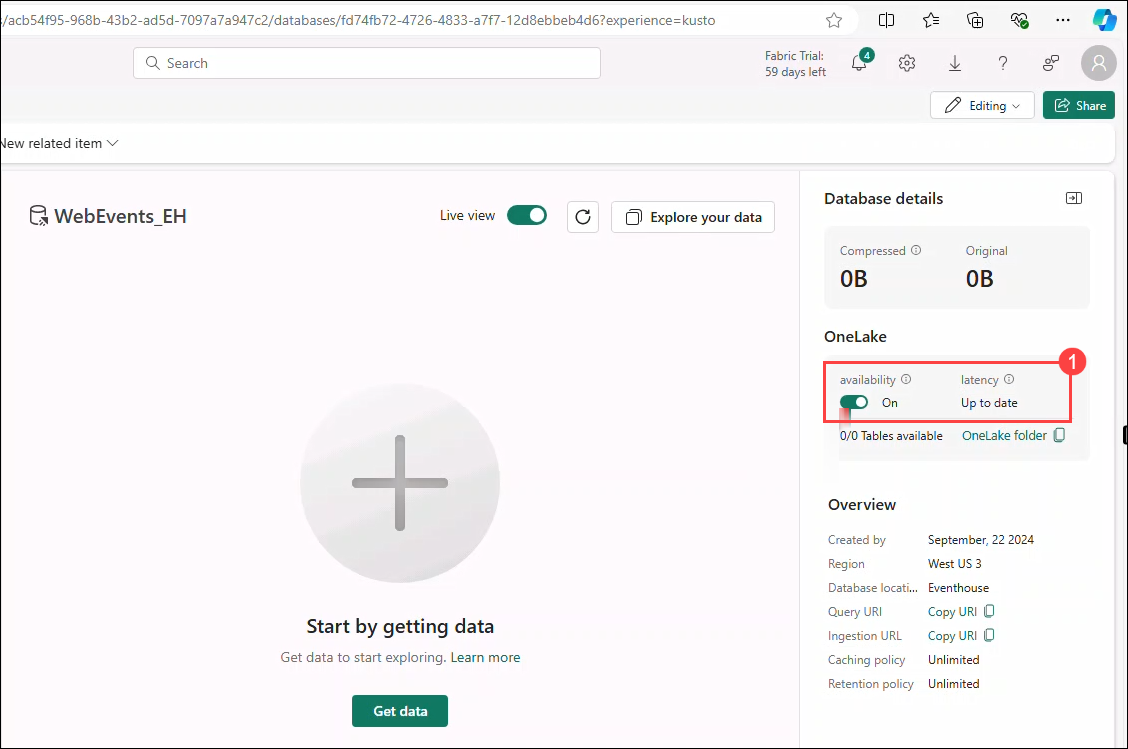 /acb54f95-968b-43b2-ad5d-7097a7a947c2/databases/fd74fb72-4726-4833-a7f7-12d8ebbeb4d6?experience=kusto
Search
Fabric Trial:
59 days left
4
Editing
Share
New related item
WebEvents_EH
Live view
Explore your data
Start by getting data
Get data to start exploring. Learn more
Get data
Database details
Compressed
Original
0B
0B
OneLake
1
availability
latency
On
Up to date
0/0 Tables available
OneLake folder
Overview
Created by
September, 22 2024
Region
West US 3
Database locati...
Eventhouse
Query URI
Copy URI
Ingestion URL
Copy URI
Caching policy
Unlimited
Retention policy
Unlimited